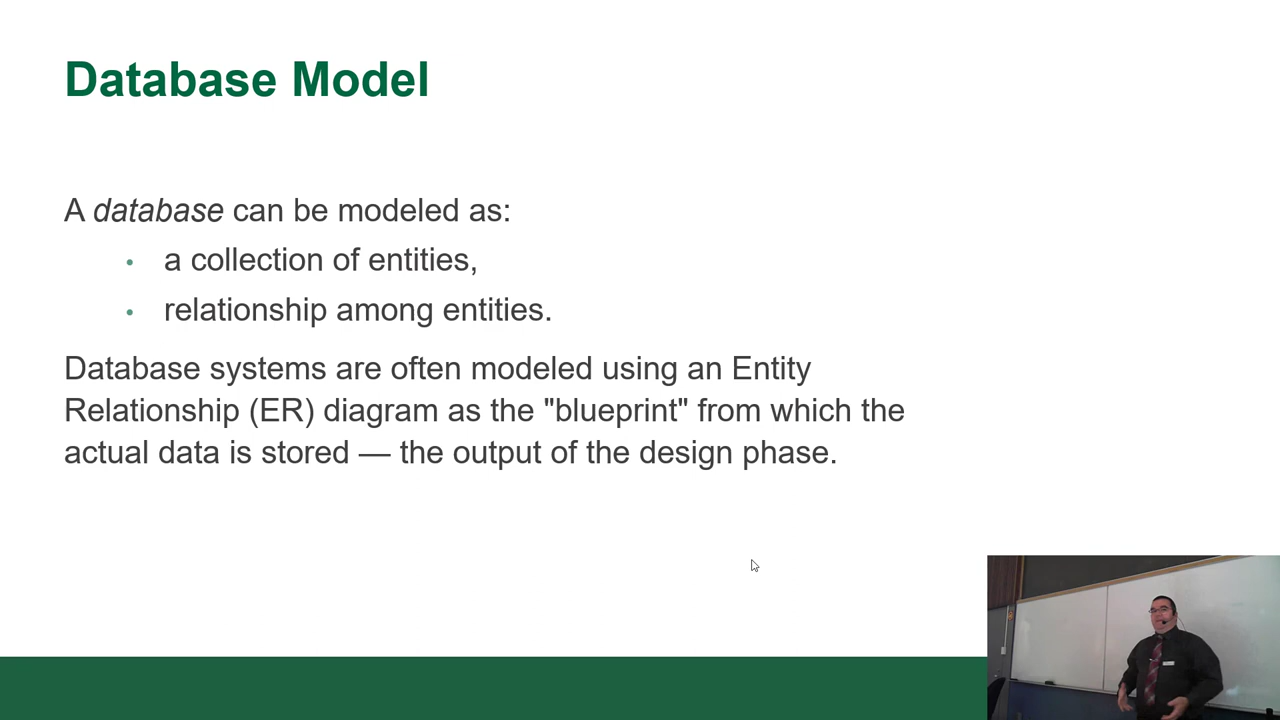 Database Model
A database can be modeled as:
• a collection of entities,
• relationship among entities.
Database systems are often modeled using an Entity
Relationship (ER) diagram as the "blueprint" from which the
actual data is stored — the output of the design phase.